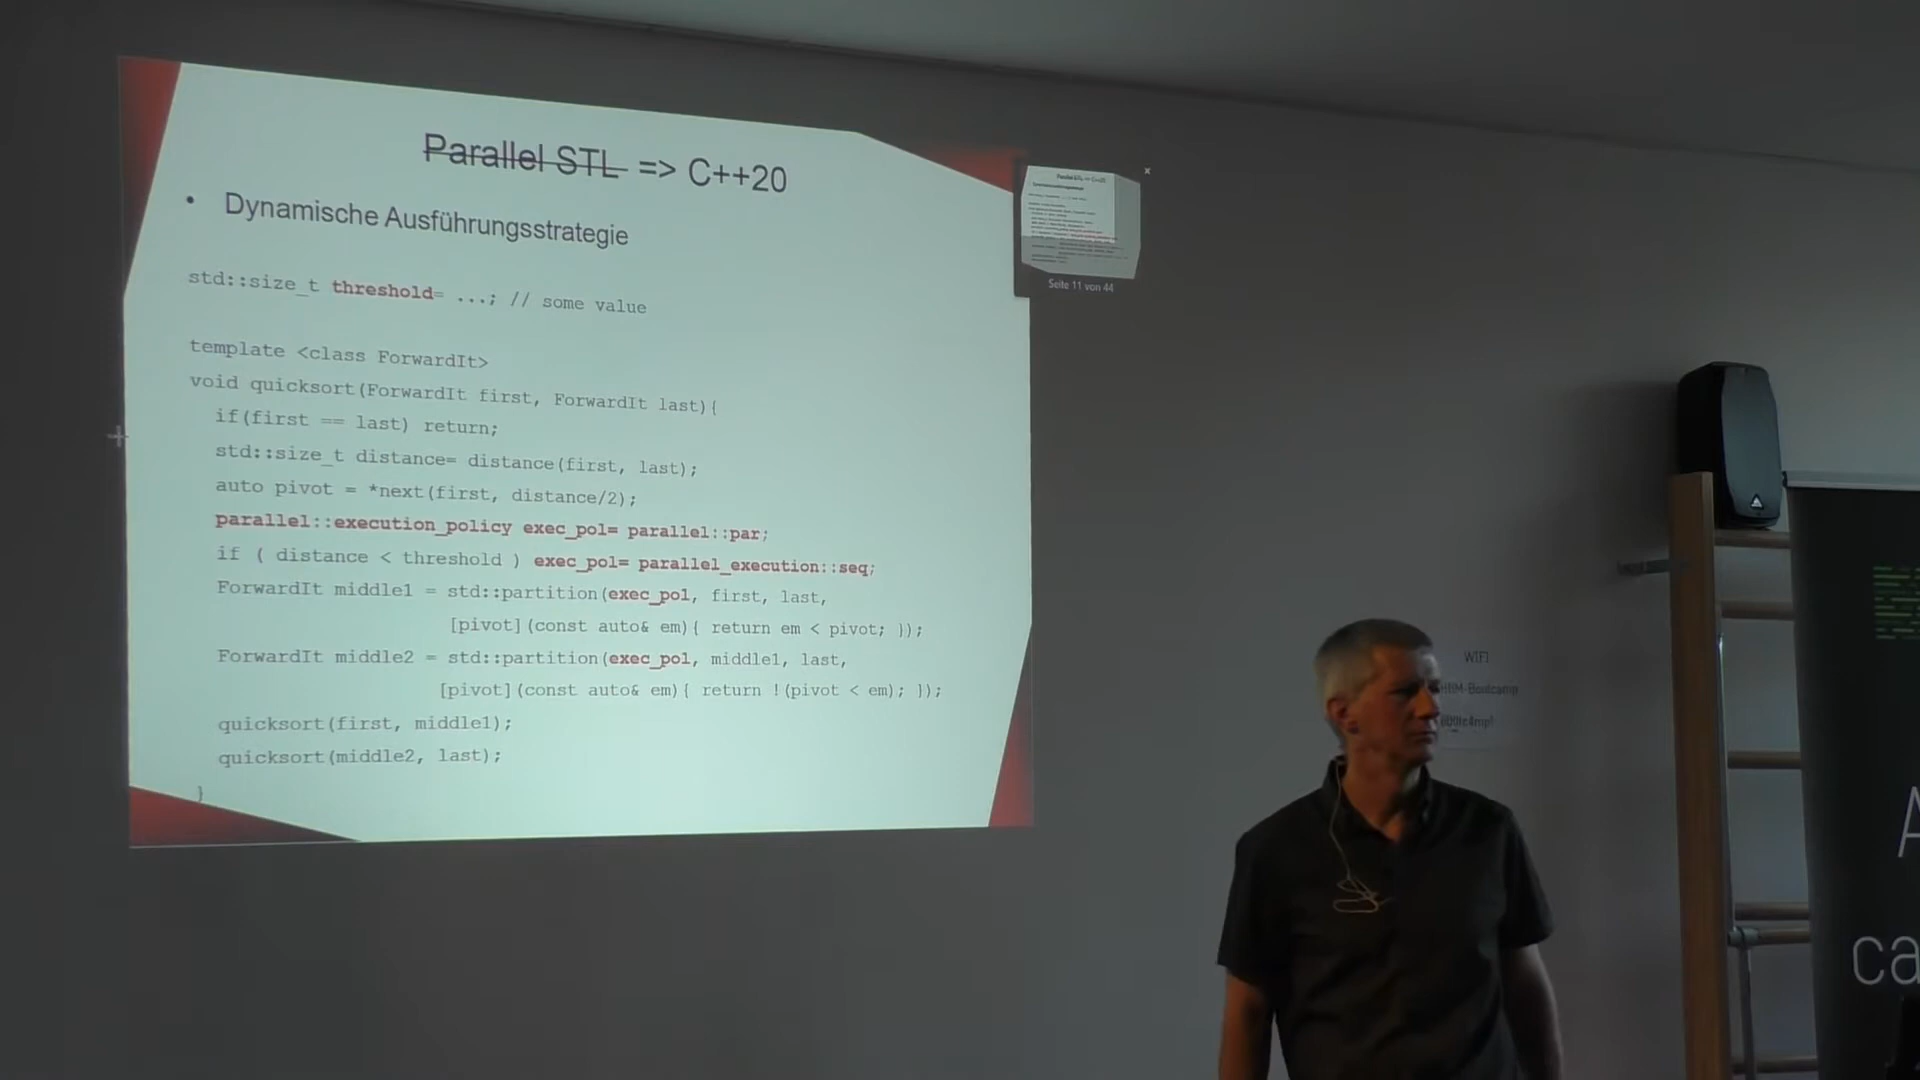 Parallel STL => C++20
• Dynamische Ausführungsstrategie
std::size_t threshold= ...; // some value
template <class ForwardIt>
void quicksort(ForwardIt first, ForwardIt last){
if(first == last) return;
std::size_t distance= distance(first, last);
auto pivot = *next(first, distance/2);
parallel::execution_policy exec_pol= parallel::par;
if ( distance < threshold ) exec_pol= parallel_execution::seq;
ForwardIt middle1 = std::partition(exec_pol, first, last,
[pivot](const auto& em){ return em < pivot; });
ForwardIt middle2 = std::partition(exec_pol, middle1, last,
[pivot](const auto& em){ return !(pivot < em); });
quicksort(first, middle1);
quicksort(middle2, last);
}
Seite 11 von 44
WIFI
A
ca